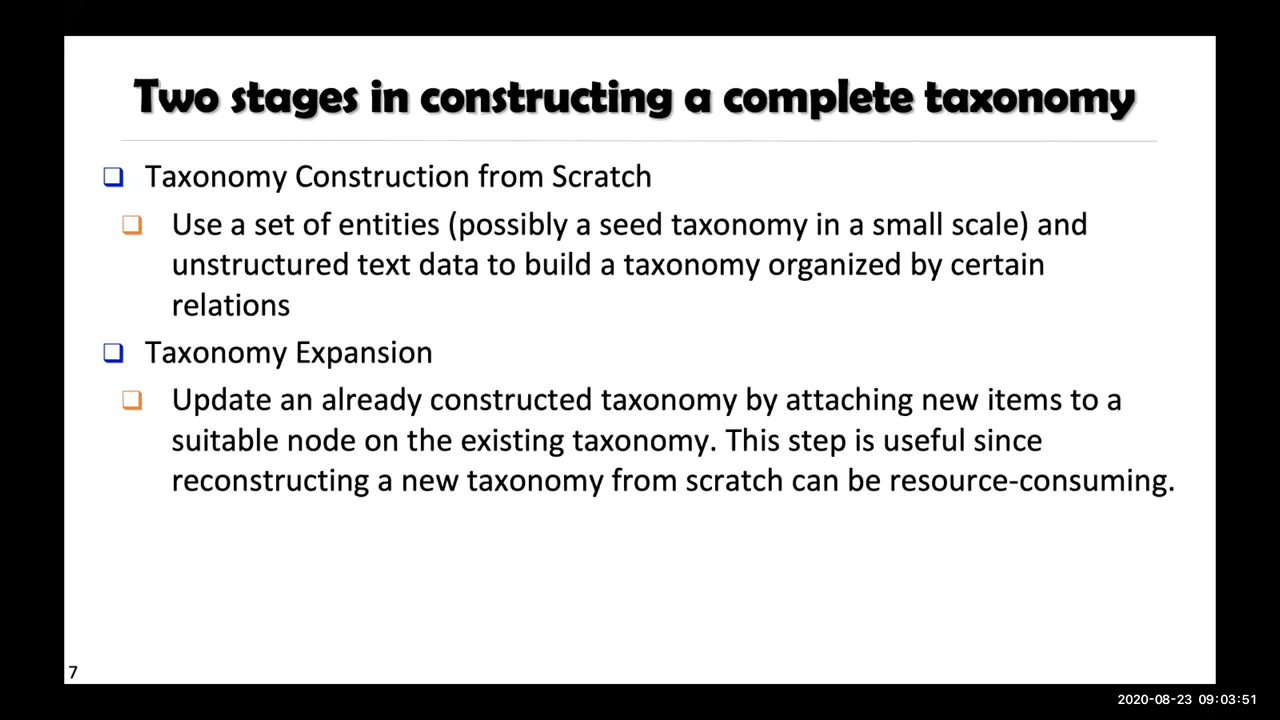 Two stages in constructing a complete taxonomy
Taxonomy Construction from Scratch
Use a set of entities (possibly a seed taxonomy in a small scale) and
unstructured text data to build a taxonomy organized by certain
relations
Taxonomy Expansion
Update an already constructed taxonomy by attaching new items to a
suitable node on the existing taxonomy. This step is useful since
reconstructing a new taxonomy from scratch can be resource-consuming.
7
2020-08-23 09:03:51